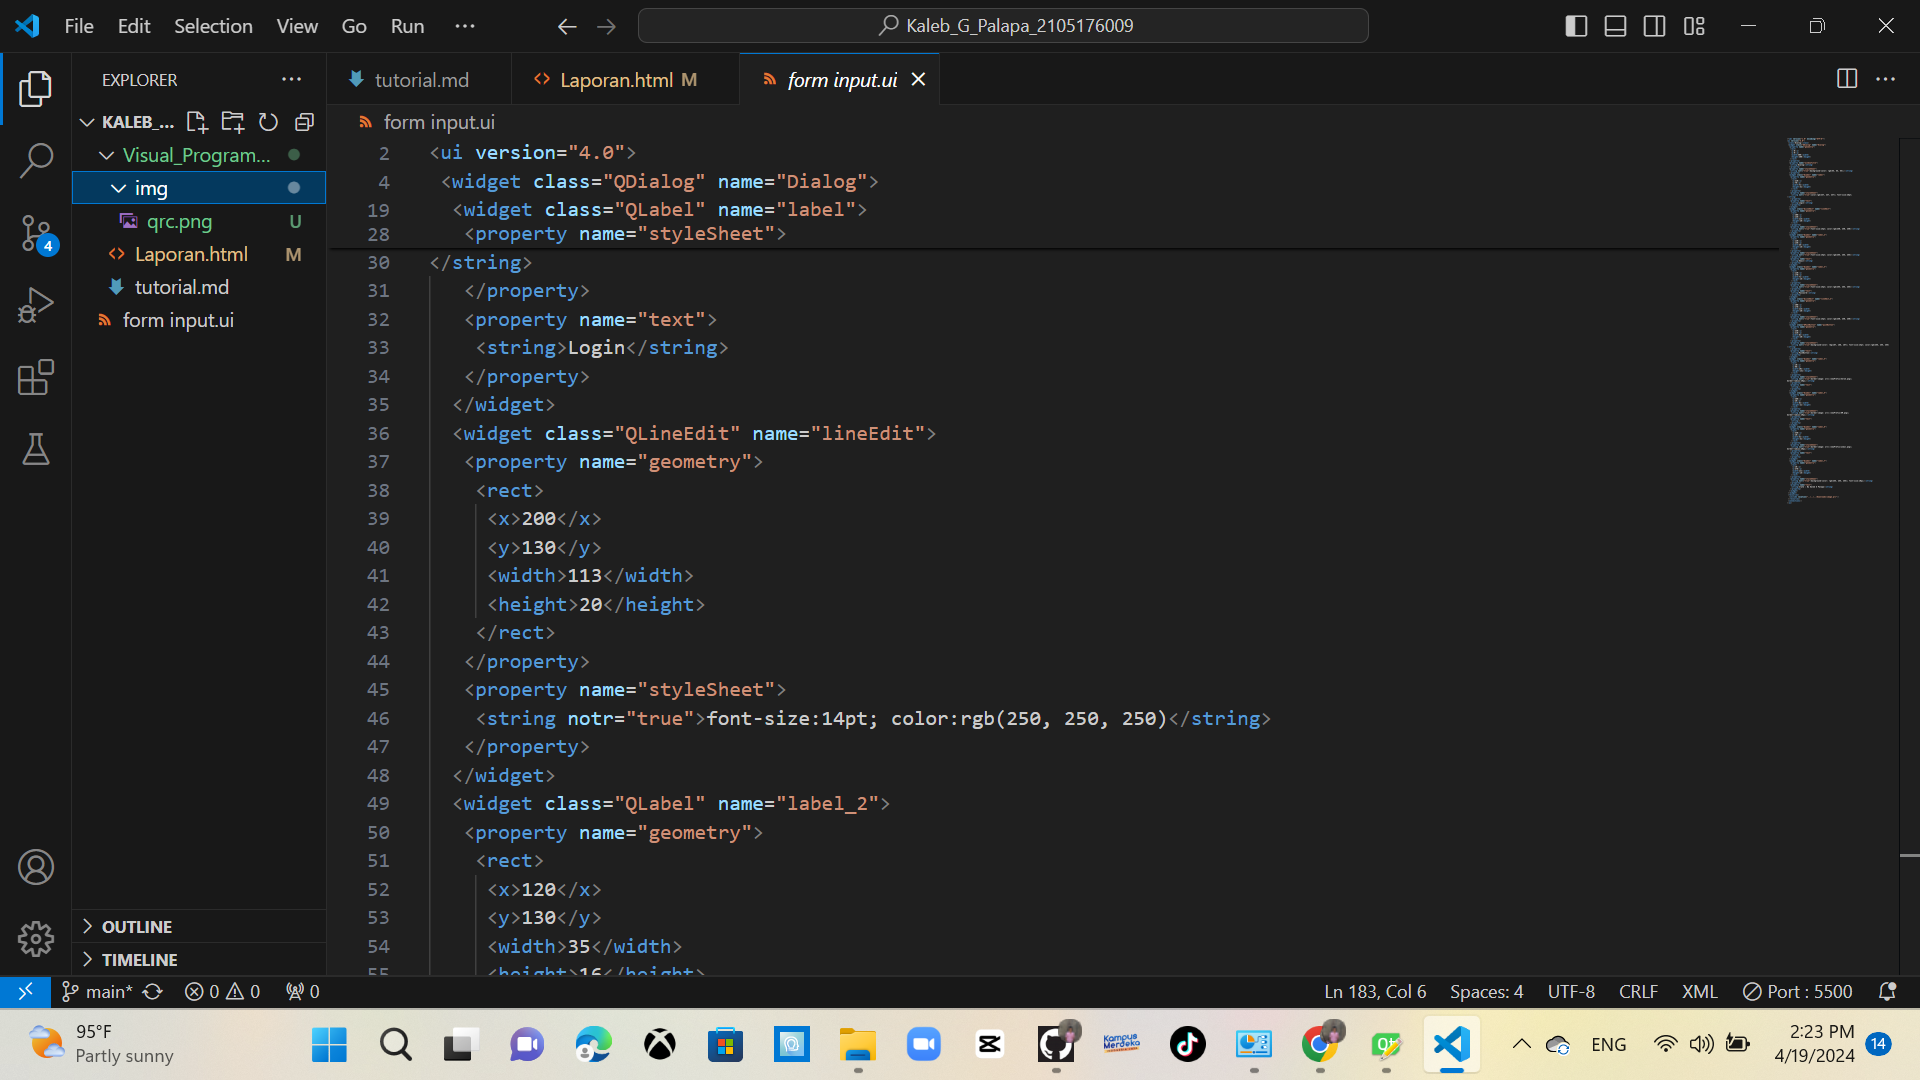 File Edit Selection View Go Run
Kaleb_G_Palapa_2105176009
EXPLORER
tutorial.md
Laporan.html M
form input.ui
KALEB_...
form input.ui
Visual_Program...
img
qrc.png U
Laporan.html M
tutorial.md
form input.ui
2 <ui version="4.0">
4 <widget class="QDialog" name="Dialog">
19 <widget class="QLabel" name="label">
28 <property name="styleSheet">
30 </string>
31 </property>
32 <property name="text">
33 <string>Login</string>
34 </property>
35 </widget>
36 <widget class="QLineEdit" name="lineEdit">
37 <property name="geometry">
38 <rect>
39 <x>200</x>
40 <y>130</y>
41 <width>113</width>
42 <height>20</height>
43 </rect>
44 </property>
45 <property name="styleSheet">
46 <string notr="true">font-size:14pt; color:rgb(250, 250, 250)</string>
47 </property>
48 </widget>
49 <widget class="QLabel" name="label_2">
50 <property name="geometry">
51 <rect>
52 <x>120</x>
53 <y>130</y>
54 <width>35</width>
55 <height>16</height>
OUTLINE
TIMELINE
4
main* 0 0 0
Ln 183, Col 6 Spaces: 4 UTF-8 CRLF XML Port : 5500
95°F
Partly sunny
Kampus
Merdeka
Qt
ENG
2:23 PM
4/19/2024
14